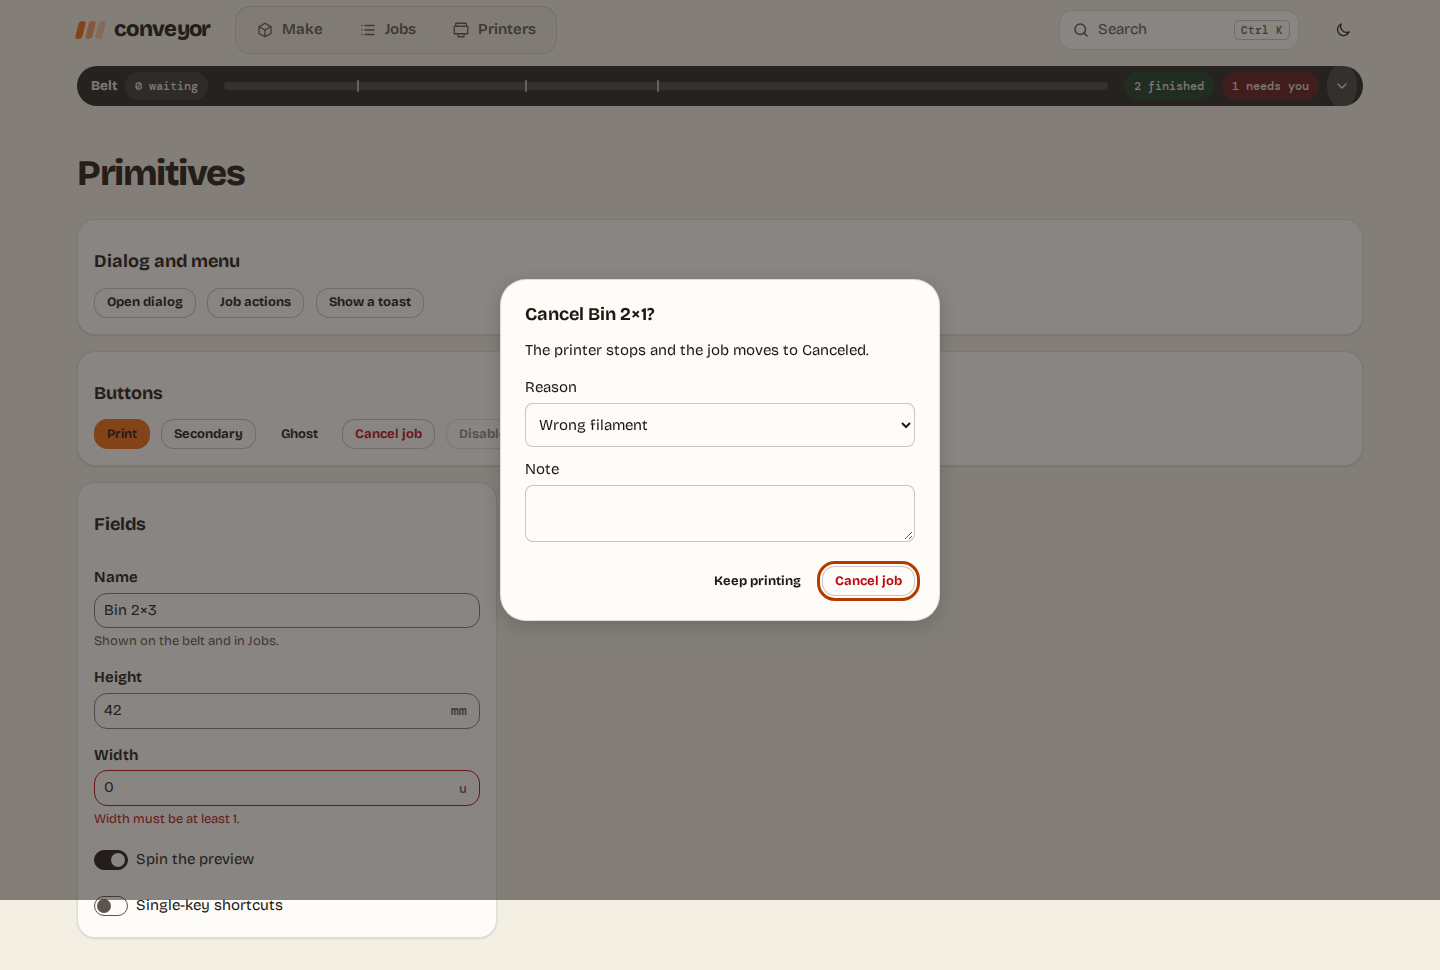 conveyor
Make
Jobs
Printers
Search
Ctrl K
Belt
0 waiting
2 finished
1 needs you
Primitives
Dialog and menu
Open dialog
Job actions
Show a toast
Buttons
Print
Secondary
Ghost
Cancel job
Cancel Bin 2×1?
The printer stops and the job moves to Canceled.
Reason
Wrong filament
Note
Keep printing
Cancel job
Fields
Name
Bin 2×3
Shown on the belt and in Jobs.
Height
42
mm
Width
0
u
Width must be at least 1.
Spin the preview
Single-key shortcuts